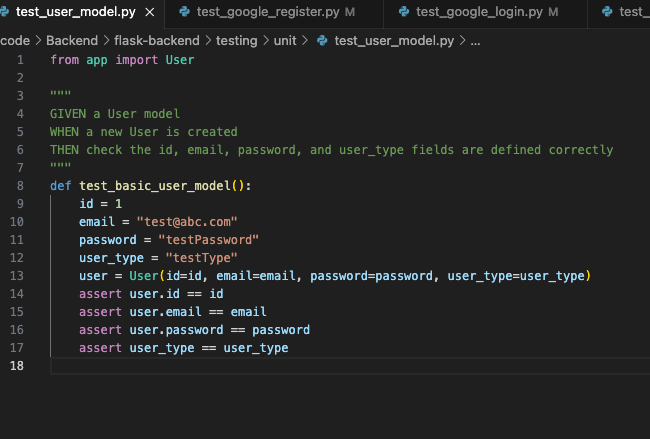 test_user_model.py × test_google_register.py M test_google_login.py M test_
code > Backend > flask-backend > testing > unit > test_user_model.py > ...
1 from app import User
2
3 """
4 GIVEN a User model
5 WHEN a new User is created
6 THEN check the id, email, password, and user_type fields are defined correctly
7 """
8 def test_basic_user_model():
9 id = 1
10 email = "test@abc.com"
11 password = "testPassword"
12 user_type = "testType"
13 user = User(id=id, email=email, password=password, user_type=user_type)
14 assert user.id == id
15 assert user.email == email
16 assert user.password == password
17 assert user_type == user_type
18